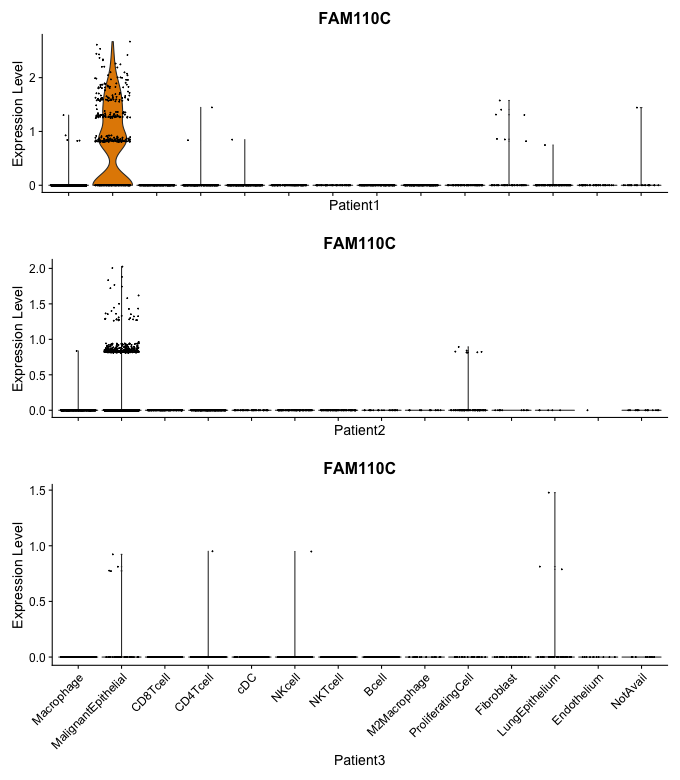 FAM110C
Expression Level
2
1
0
Patient1
FAM110C
Expression Level
2.0
1.5
1.0
0.5
0.0
Patient2
FAM110C
Expression Level
1.5
1.0
0.5
0.0
Macrophage
MalignantEpithelial
CD8Tcell
CD4Tcell
cDC
NKcell
NKTcell
Bcell
M2Macrophage
ProliferatingCell
Fibroblast
LungEpithelium
Endothelium
NotAvail
Patient3